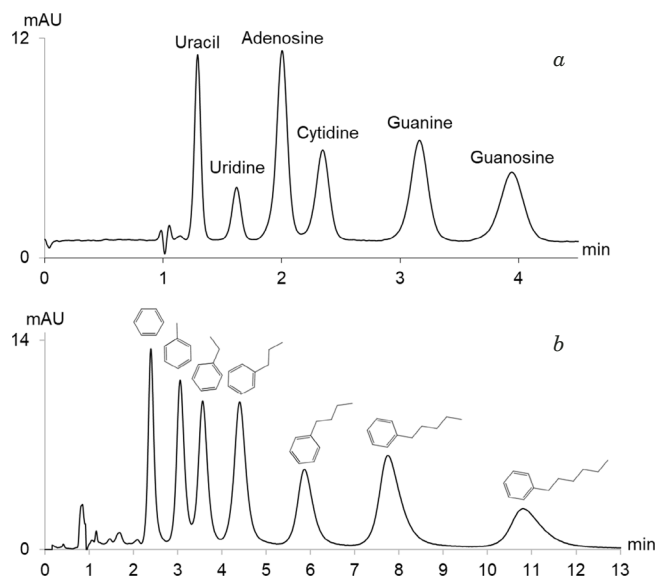 mAU
12
a
Uracil
Adenosine
Cytidine
Guanine
Uridine
Guanosine
0
min
0 1 2 3 4
mAU
14
b
0
min
0 1 2 3 4 5 6 7 8 9 10 11 12 13